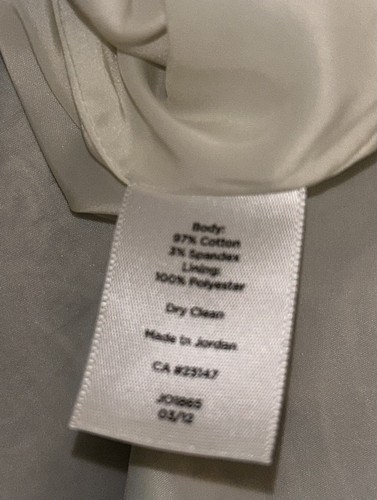 Body:
97% Cotton
3% Spandex
Lining:
100% Polyester
Dry Clean
Made In Jordan
CA #23147
JO1865
03/12